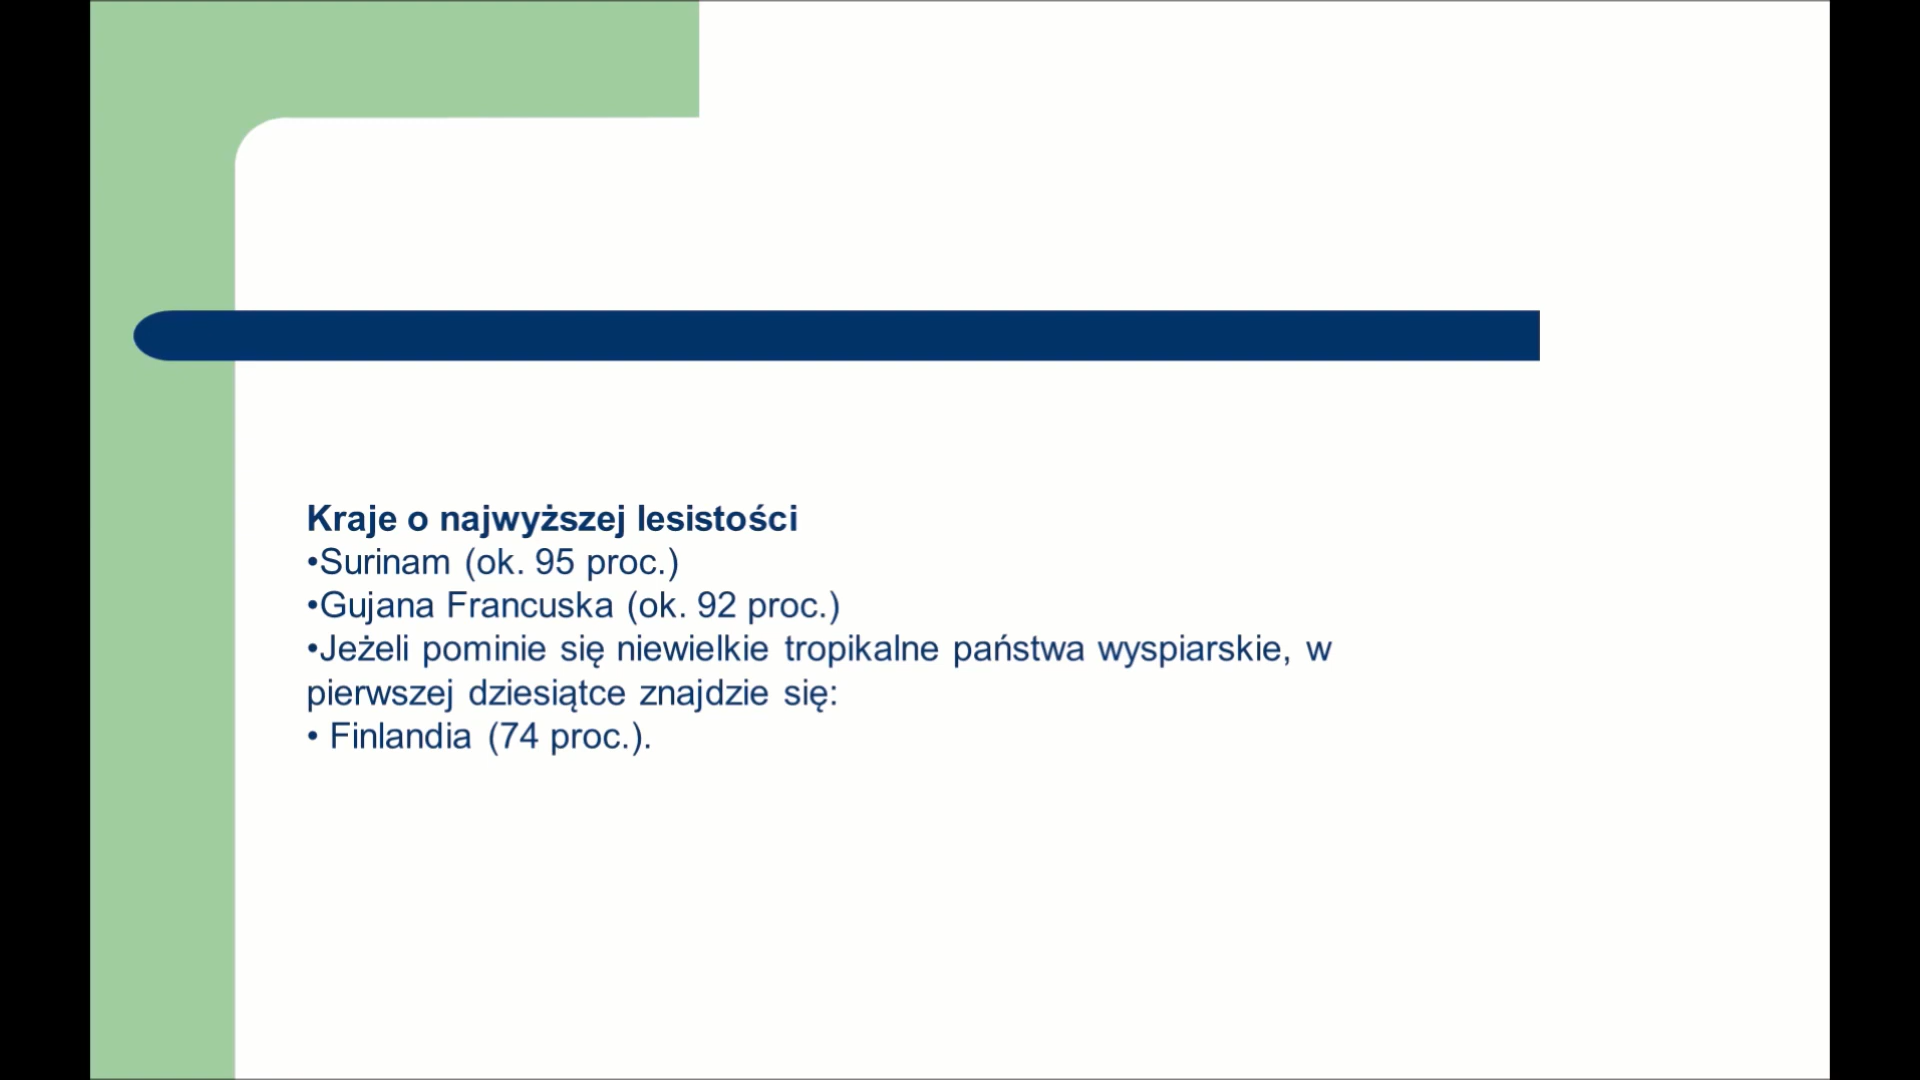 Kraje o najwyższej lesistości
•Surinam (ok. 95 proc.)
•Gujana Francuska (ok. 92 proc.)
•Jeżeli pominie się niewielkie tropikalne państwa wyspiarskie, w
pierwszej dziesiątce znajdzie się:
• Finlandia (74 proc.).